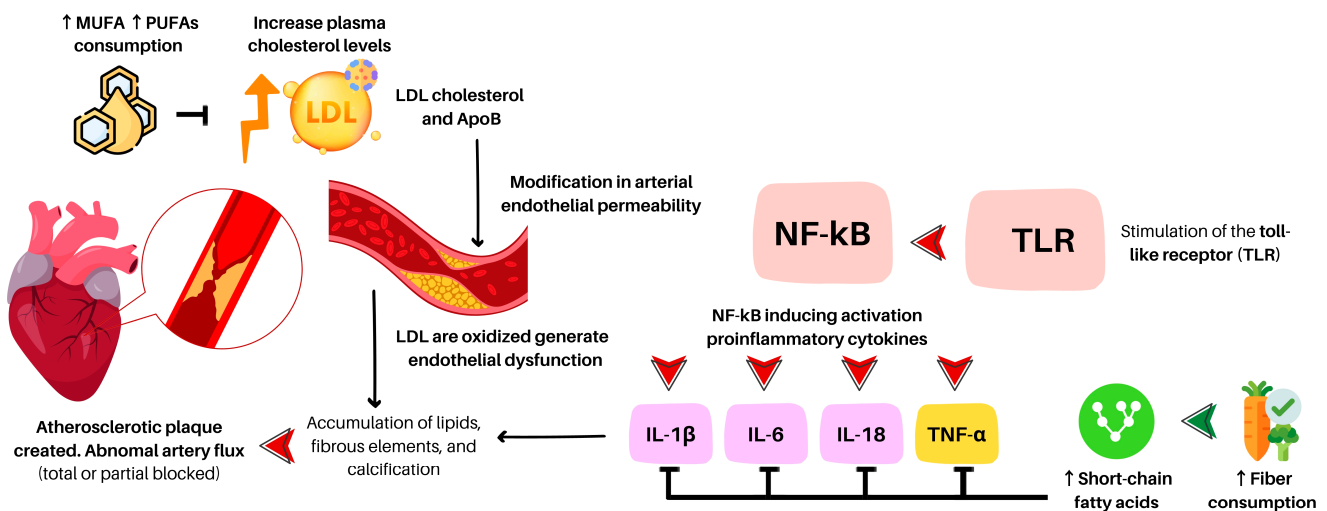 ↑ MUFA ↑ PUFAs
consumption
Increase plasma
cholesterol levels
LDL
LDL cholesterol
and ApoB
Modification in arterial
endothelial permeability
NF-kB
TLR
Stimulation of the toll-
like receptor (TLR)
NF-kB inducing activation
proinflammatory cytokines
LDL are oxidized generate
endothelial dysfunction
IL-1β
IL-6
IL-18
TNF-α
Accumulation of lipids,
fibrous elements, and
calcification
Atherosclerotic plaque
created. Abnomal artery flux
(total or partial blocked)
↑ Short-chain
fatty acids
↑ Fiber
consumption